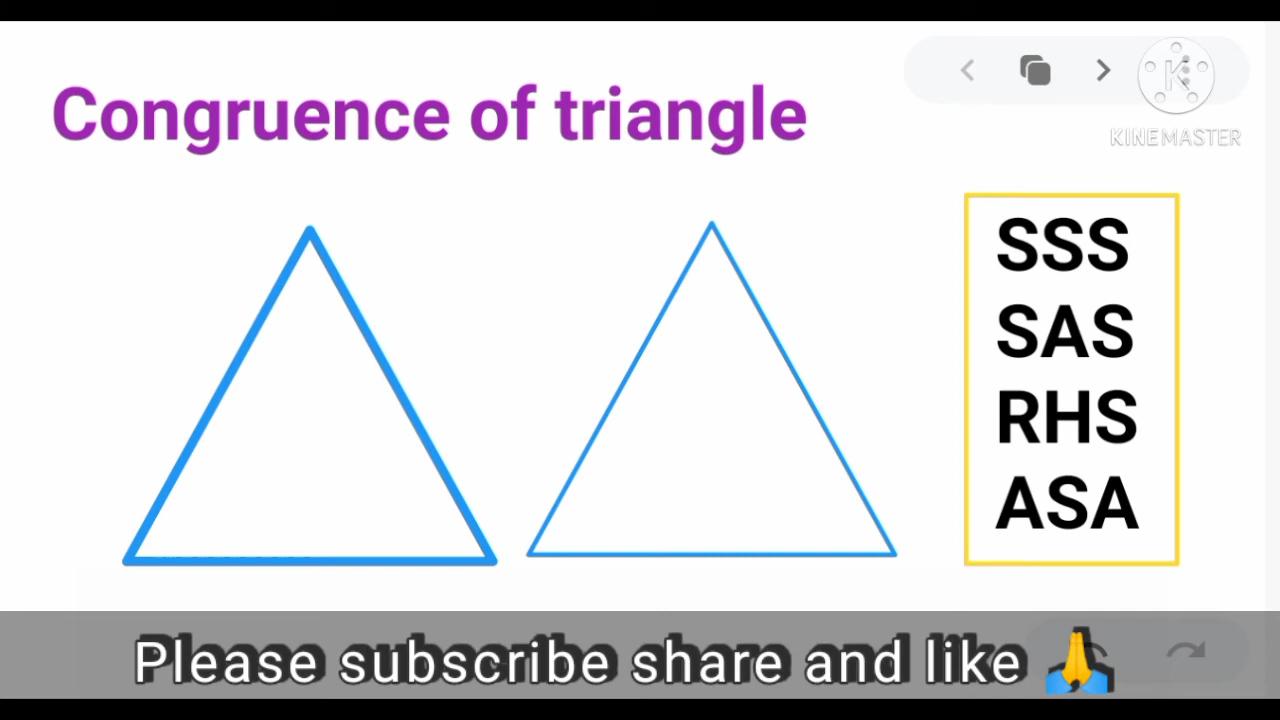 Congruence of triangle
K
KINEMASTER
SSS
SAS
RHS
ASA
Please subscribe share and like 🙏